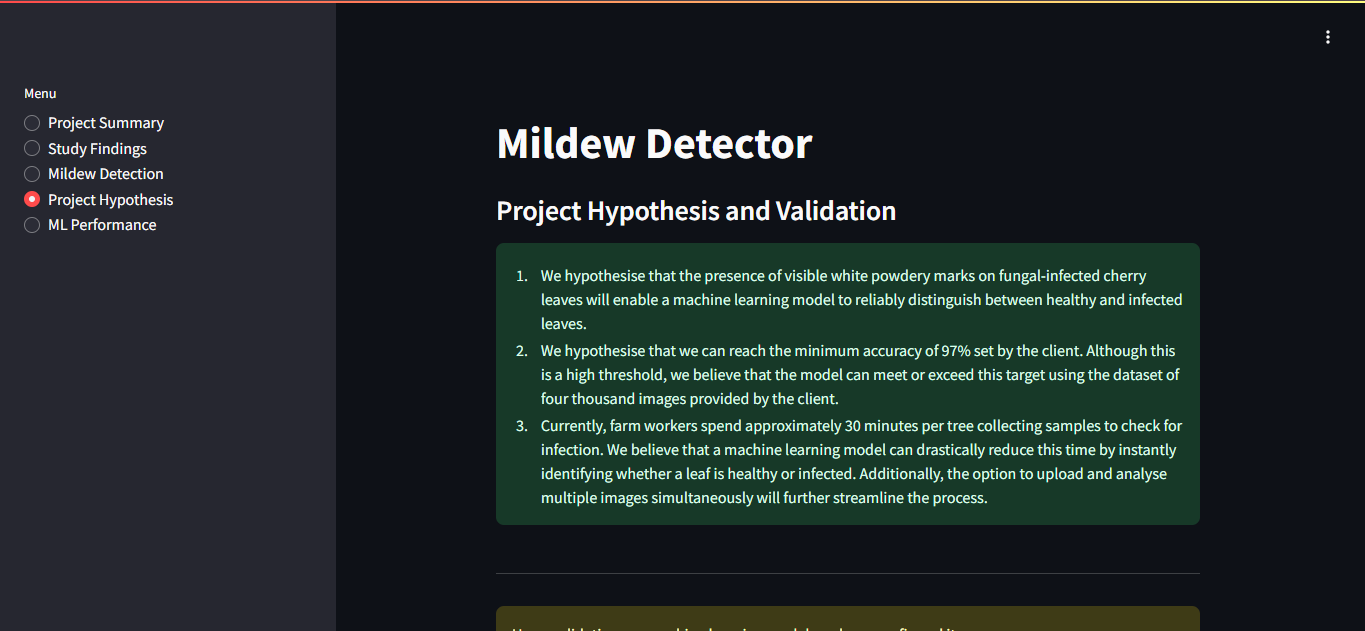 Menu
Project Summary
Study Findings
Mildew Detection
Project Hypothesis
ML Performance
Mildew Detector
Project Hypothesis and Validation
1. We hypothesise that the presence of visible white powdery marks on fungal-infected cherry
leaves will enable a machine learning model to reliably distinguish between healthy and infected
leaves.
2. We hypothesise that we can reach the minimum accuracy of 97% set by the client. Although this
is a high threshold, we believe that the model can meet or exceed this target using the dataset of
four thousand images provided by the client.
3. Currently, farm workers spend approximately 30 minutes per tree collecting samples to check for
infection. We believe that a machine learning model can drastically reduce this time by instantly
identifying whether a leaf is healthy or infected. Additionally, the option to upload and analyse
multiple images simultaneously will further streamline the process.